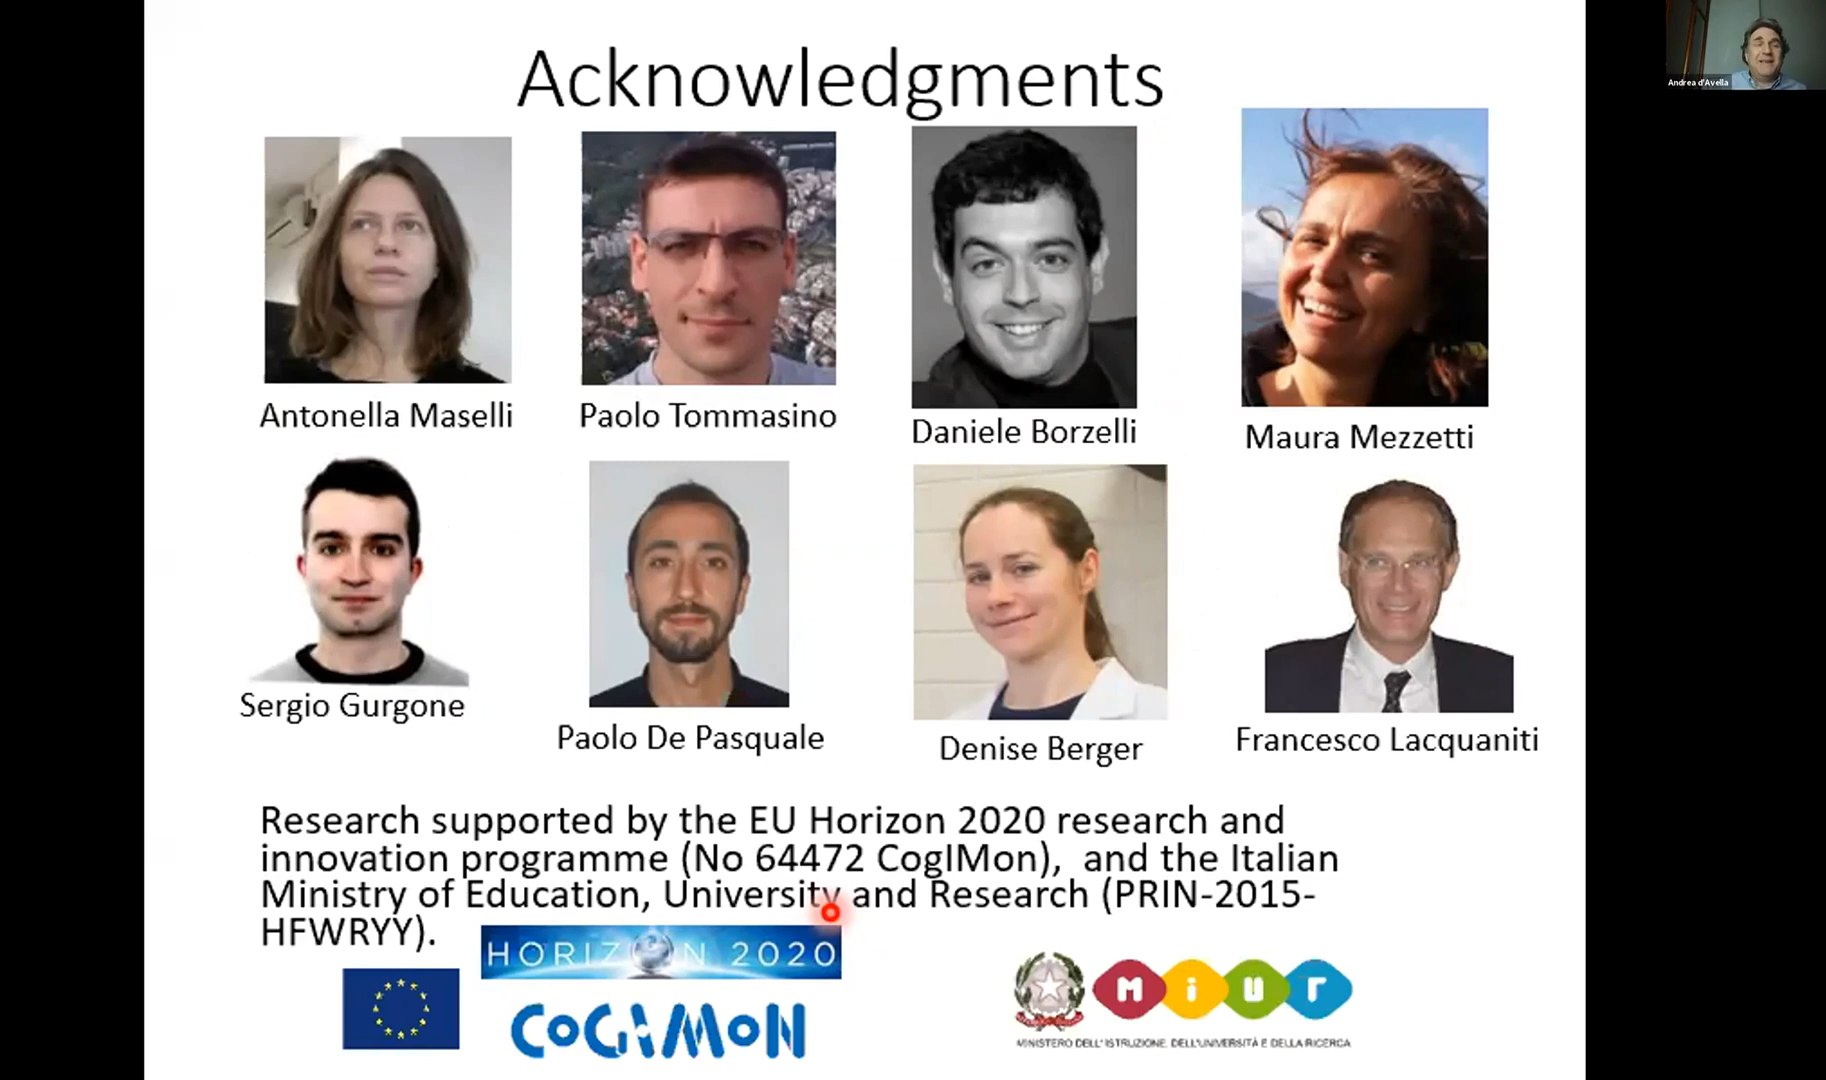 Acknowledgments
Andrea d'Avella
Antonella Maselli
Paolo Tommasino
Daniele Borzelli
Maura Mezzetti
Sergio Gurgone
Paolo De Pasquale
Denise Berger
Francesco Lacquaniti
Research supported by the EU Horizon 2020 research and
innovation programme (No 64472 CogIMon), and the Italian
Ministry of Education, University and Research (PRIN-2015-
HFWRYY).
HORIZON 2020
CoGIMoN
MiUr
MINISTERO DELL'ISTRUZIONE, DELL'UNIVERSITÀ E DELLA RICERCA